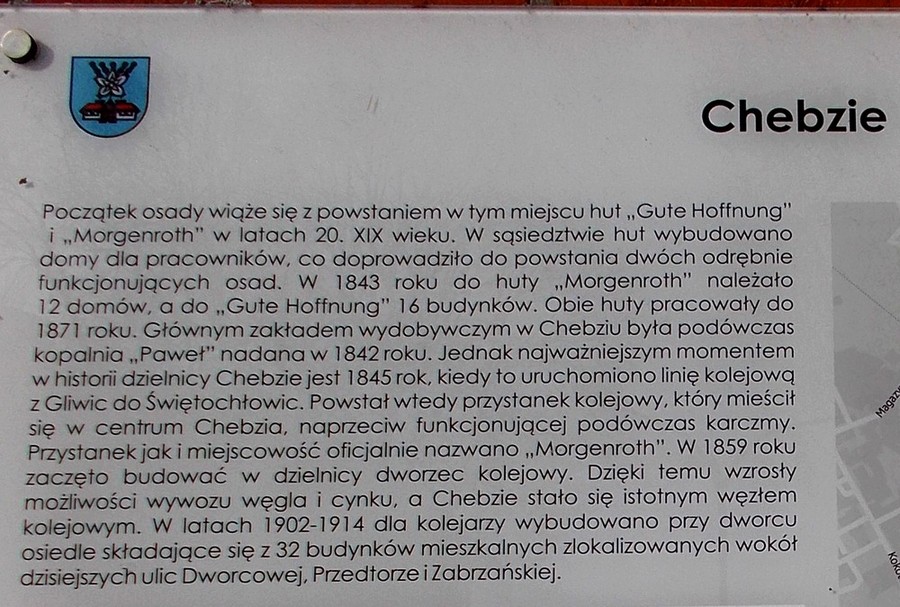 Chebzie
Początek osady wiąże się z powstaniem w tym miejscu hut „Gute Hoffnung”
i „Morgenroth” w latach 20. XIX wieku. W sąsiedztwie hut wybudowano
domy dla pracowników, co doprowadziło do powstania dwóch odrębnie
funkcjonujących osad. W 1843 roku do huty „Morgenroth” należało
12 domów, a do „Gute Hoffnung” 16 budynków. Obie huty pracowały do
1871 roku. Głównym zakładem wydobywczym w Chebziu była podówczas
kopalnia „Paweł” nadana w 1842 roku. Jednak najważniejszym momentem
w historii dzielnicy Chebzie jest 1845 rok, kiedy to uruchomiono linię kolejową
z Gliwic do Świętochłowic. Powstał wtedy przystanek kolejowy, który mieścił
się w centrum Chebzia, naprzeciw funkcjonującej podówczas karczmy.
Przystanek jak i miejscowość oficjalnie nazwano „Morgenroth”. W 1859 roku
zaczęto budować w dzielnicy dworzec kolejowy. Dzięki temu wzrosły
możliwości wywozu węgla i cynku, a Chebzie stało się istotnym węzłem
kolejowym. W latach 1902-1914 dla kolejarzy wybudowano przy dworcu
osiedle składające się z 32 budynków mieszkalnych zlokalizowanych wokół
dzisiejszych ulic Dworcowej, Przedtorze i Zabrzańskiej.